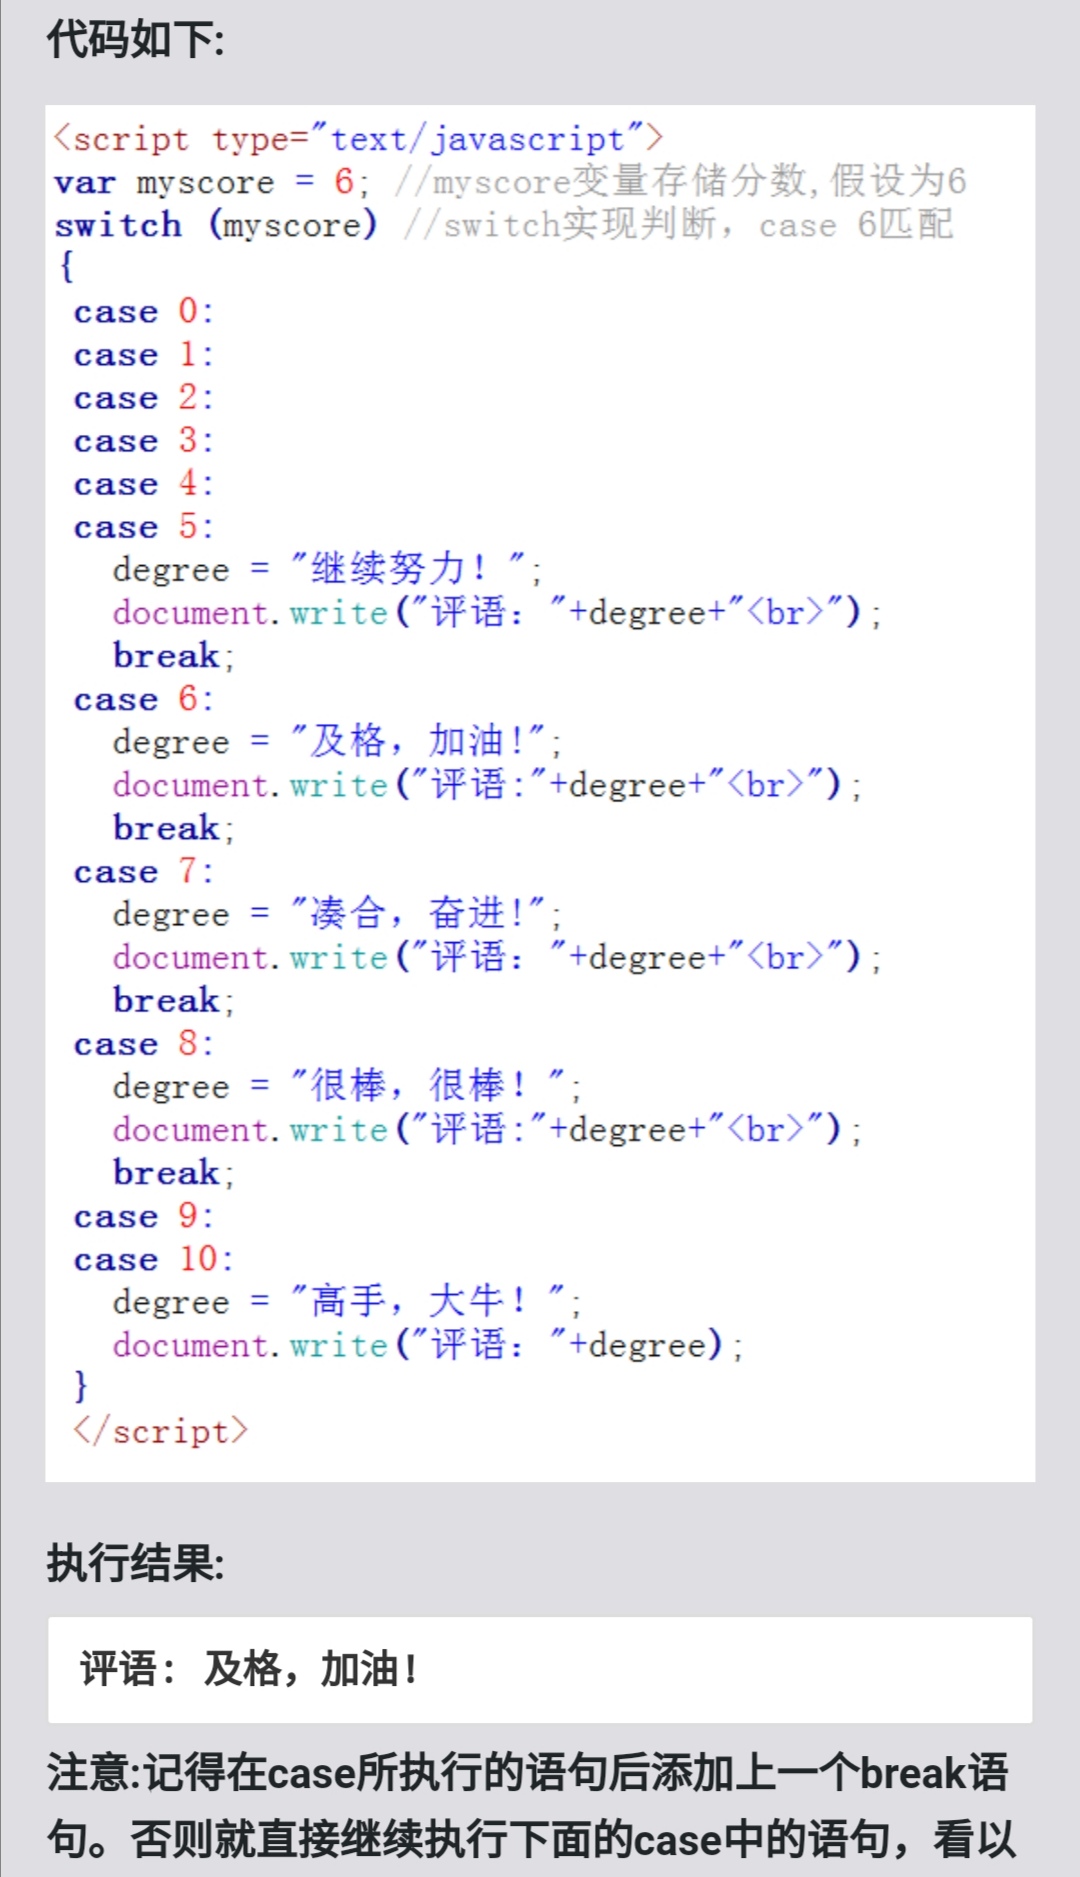 代码如下:
<script type="text/javascript">
var myscore = 6; //myscore变量存储分数,假设为6
switch (myscore) //switch实现判断，case 6匹配
{
case 0:
case 1:
case 2:
case 3:
case 4:
case 5:
degree = "继续努力！";
document.write("评语："+degree+"<br>");
break;
case 6:
degree = "及格，加油!";
document.write("评语:"+degree+"<br>");
break;
case 7:
degree = "凑合，奋进!";
document.write("评语："+degree+"<br>");
break;
case 8:
degree = "很棒，很棒！";
document.write("评语:"+degree+"<br>");
break;
case 9:
case 10:
degree = "高手，大牛！";
document.write("评语："+degree);
}
</script>
执行结果:
评语: 及格，加油!
注意:记得在case所执行的语句后添加上一个break语
句。否则就直接继续执行下面的case中的语句，看以